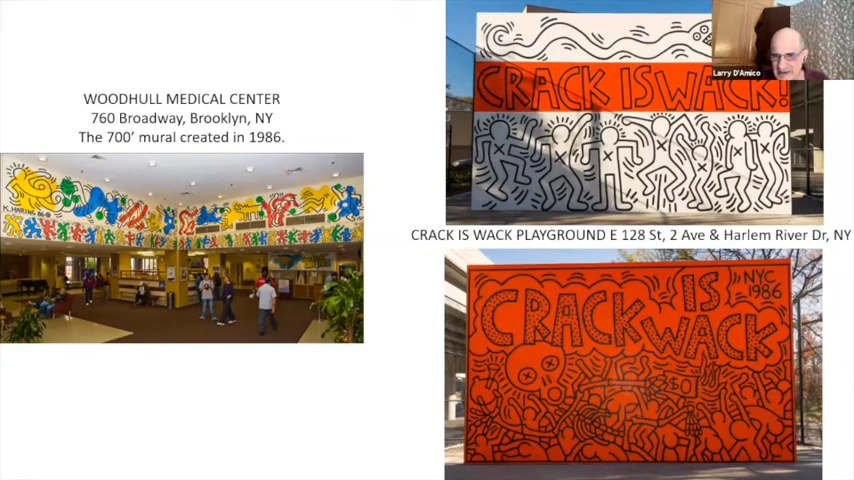 WOODHULL MEDICAL CENTER
760 Broadway, Brooklyn, NY
The 700' mural created in 1986.
K. HARING 86
CRACK IS WACK!
Larry D'Amico
CRACK IS WACK PLAYGROUND E 128 St, 2 Ave & Harlem River Dr, NY
CRACK IS WACK
NYC
1986
$0